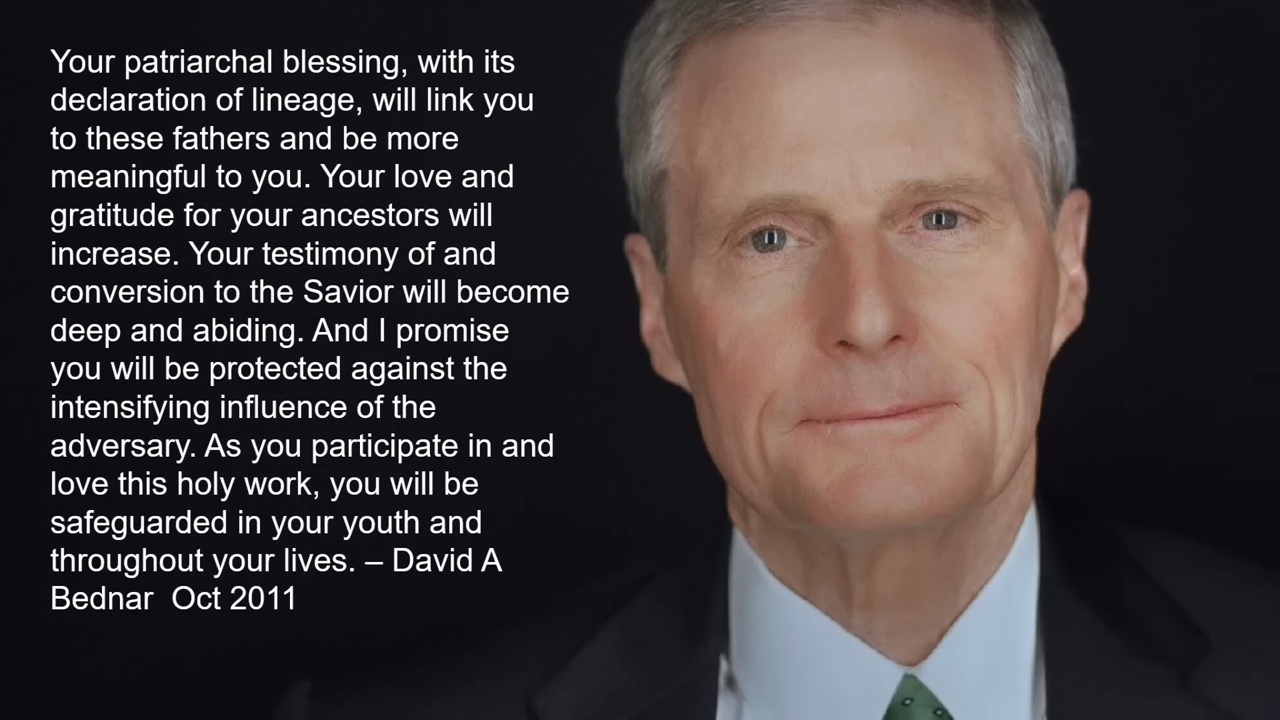 Your patriarchal blessing, with its
declaration of lineage, will link you
to these fathers and be more
meaningful to you. Your love and
gratitude for your ancestors will
increase. Your testimony of and
conversion to the Savior will become
deep and abiding. And I promise
you will be protected against the
intensifying influence of the
adversary. As you participate in and
love this holy work, you will be
safeguarded in your youth and
throughout your lives. – David A
Bednar  Oct 2011